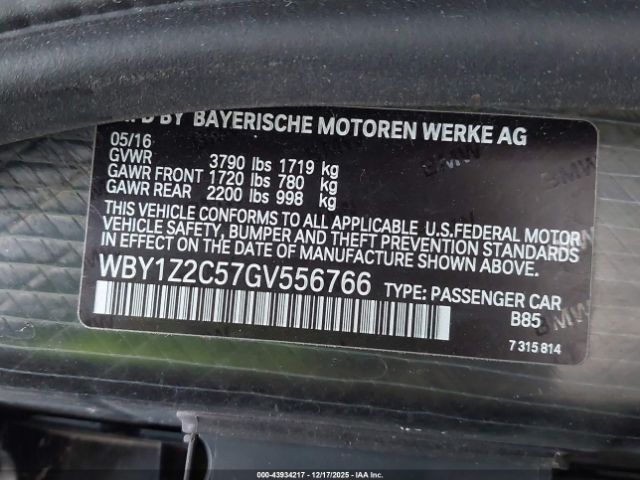 MFD BY BAYERISCHE MOTOREN WERKE AG
05/16
GVWR 3790 lbs 1719 kg
GAWR FRONT 1720 lbs 780 kg
GAWR REAR 2200 lbs 998 kg
THIS VEHICLE CONFORMS TO ALL APPLICABLE U.S.FEDERAL MOTOR
VEHICLE SAFETY, BUMPER AND THEFT PREVENTION STANDARDS
IN EFFECT ON THE DATE OF MANUFACTURE SHOWN ABOVE.
WBY1Z2C57GV556766 TYPE: PASSENGER CAR
B85
7 315 814
000-43934217 - 12/17/2025 - IAAI.COM